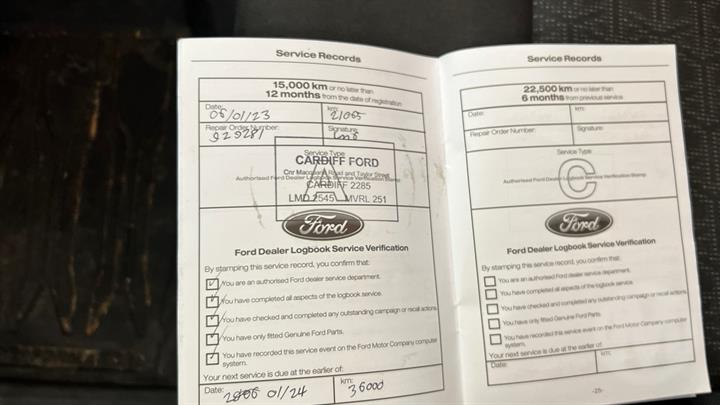 Service Records
15,000 km or no later than
12 months from the date of registration
Date: 05/01/23 km: 21065
Repair Order Number: 929281 Signature:
Service Type
CARDIFF FORD
Cnr Macquarie Road and Taylor Street
Authorised Ford Dealer Logbook Service Verification Stamp
CARDIFF 2285
LMD 2545 MVRL 251
A
Ford
Ford Dealer Logbook Service Verification
By stamping this service record, you confirm that:
You are an authorised Ford dealer service department.
You have completed all aspects of the logbook service.
You have checked and completed any outstanding campaign or recall actions.
You have only fitted Genuine Ford Parts.
You have recorded this service event on the Ford Motor Company computer
system.
Your next service is due at the earlier of:
Date: 01/24 km: 36000
Service Records
22,500 km or no later than
6 months from previous service
Date: km:
Repair Order Number: Signature:
Service Type
C
Authorised Ford Dealer Logbook Service Verification Stamp
Ford
Ford Dealer Logbook Service Verification
By stamping this service record, you confirm that:
You are an authorised Ford dealer service department.
You have completed all aspects of the logbook service.
You have checked and completed any outstanding campaign or recall actions.
You have only fitted Genuine Ford Parts.
You have recorded this service event on the Ford Motor Company computer
system.
Your next service is due at the earlier of:
Date: km:
-25-